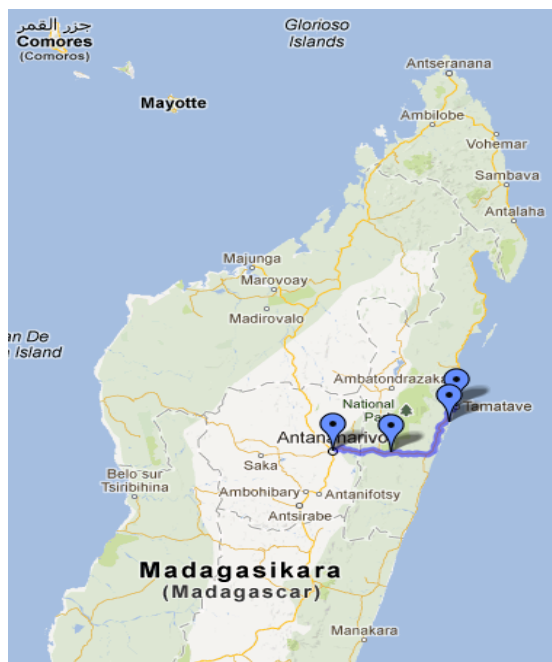 جزر القمر
Comores
(Comoros)
Glorioso
Islands
Mayotte
Antseranana
Ambilobe
Vohemar
Sambava
Antalaha
Majunga
Marovoay
Madirovalo
an De
Island
Ambatondrazaka
National
Pa
Tamatave
Antananarivo
Saka
Belo sur
Tsiribihina
Ambohibary
Antanifotsy
Antsirabe
Madagasikara
(Madagascar)
Manakara